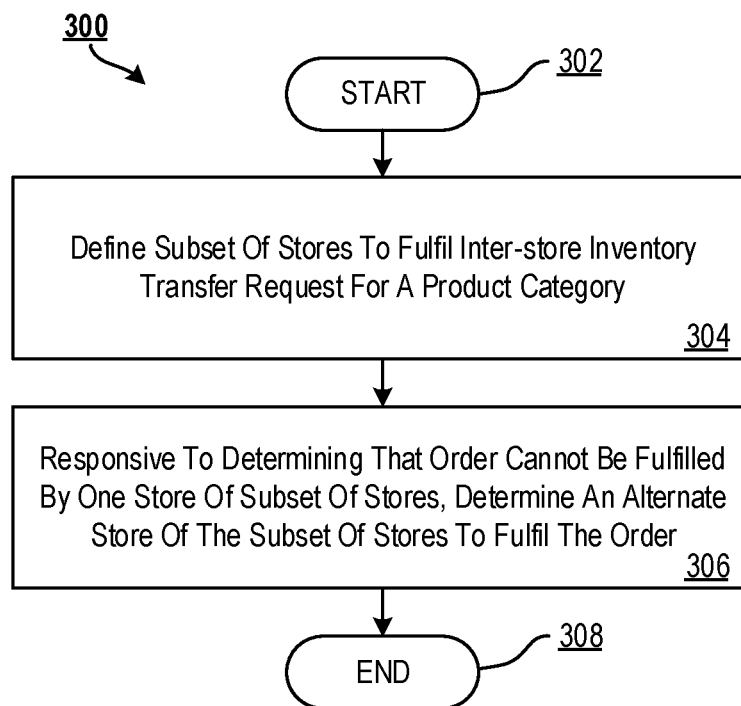 300
302
START
Define Subset Of Stores To Fulfil Inter-store Inventory
Transfer Request For A Product Category
304
Responsive To Determining That Order Cannot Be Fulfilled
By One Store Of Subset Of Stores, Determine An Alternate
Store Of The Subset Of Stores To Fulfil The Order
306
308
END